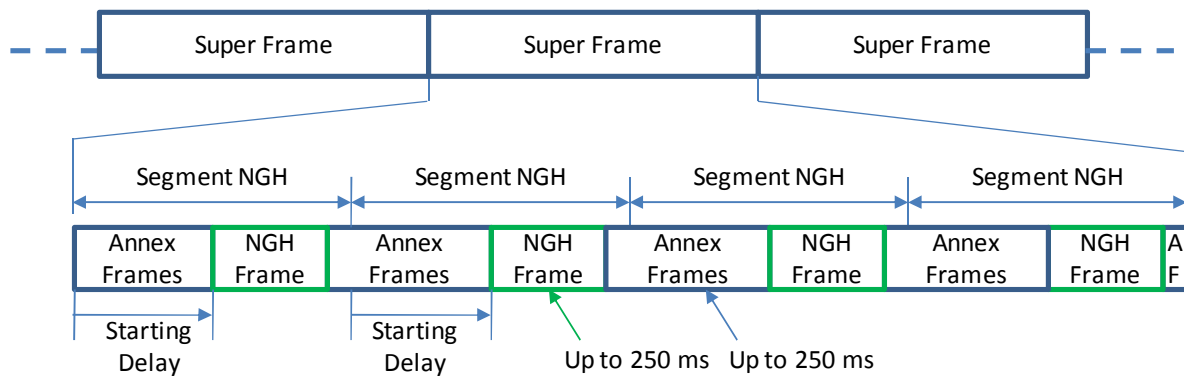 Super Frame Super Frame Super Frame
Segment NGH Segment NGH Segment NGH Segment NGH
Annex NGH Annex NGH Annex NGH Annex NGH A
Frames Frame Frames Frame Frames Frame Frames Frame F
Starting Starting
Delay Delay
Up to 250 ms Up to 250 ms